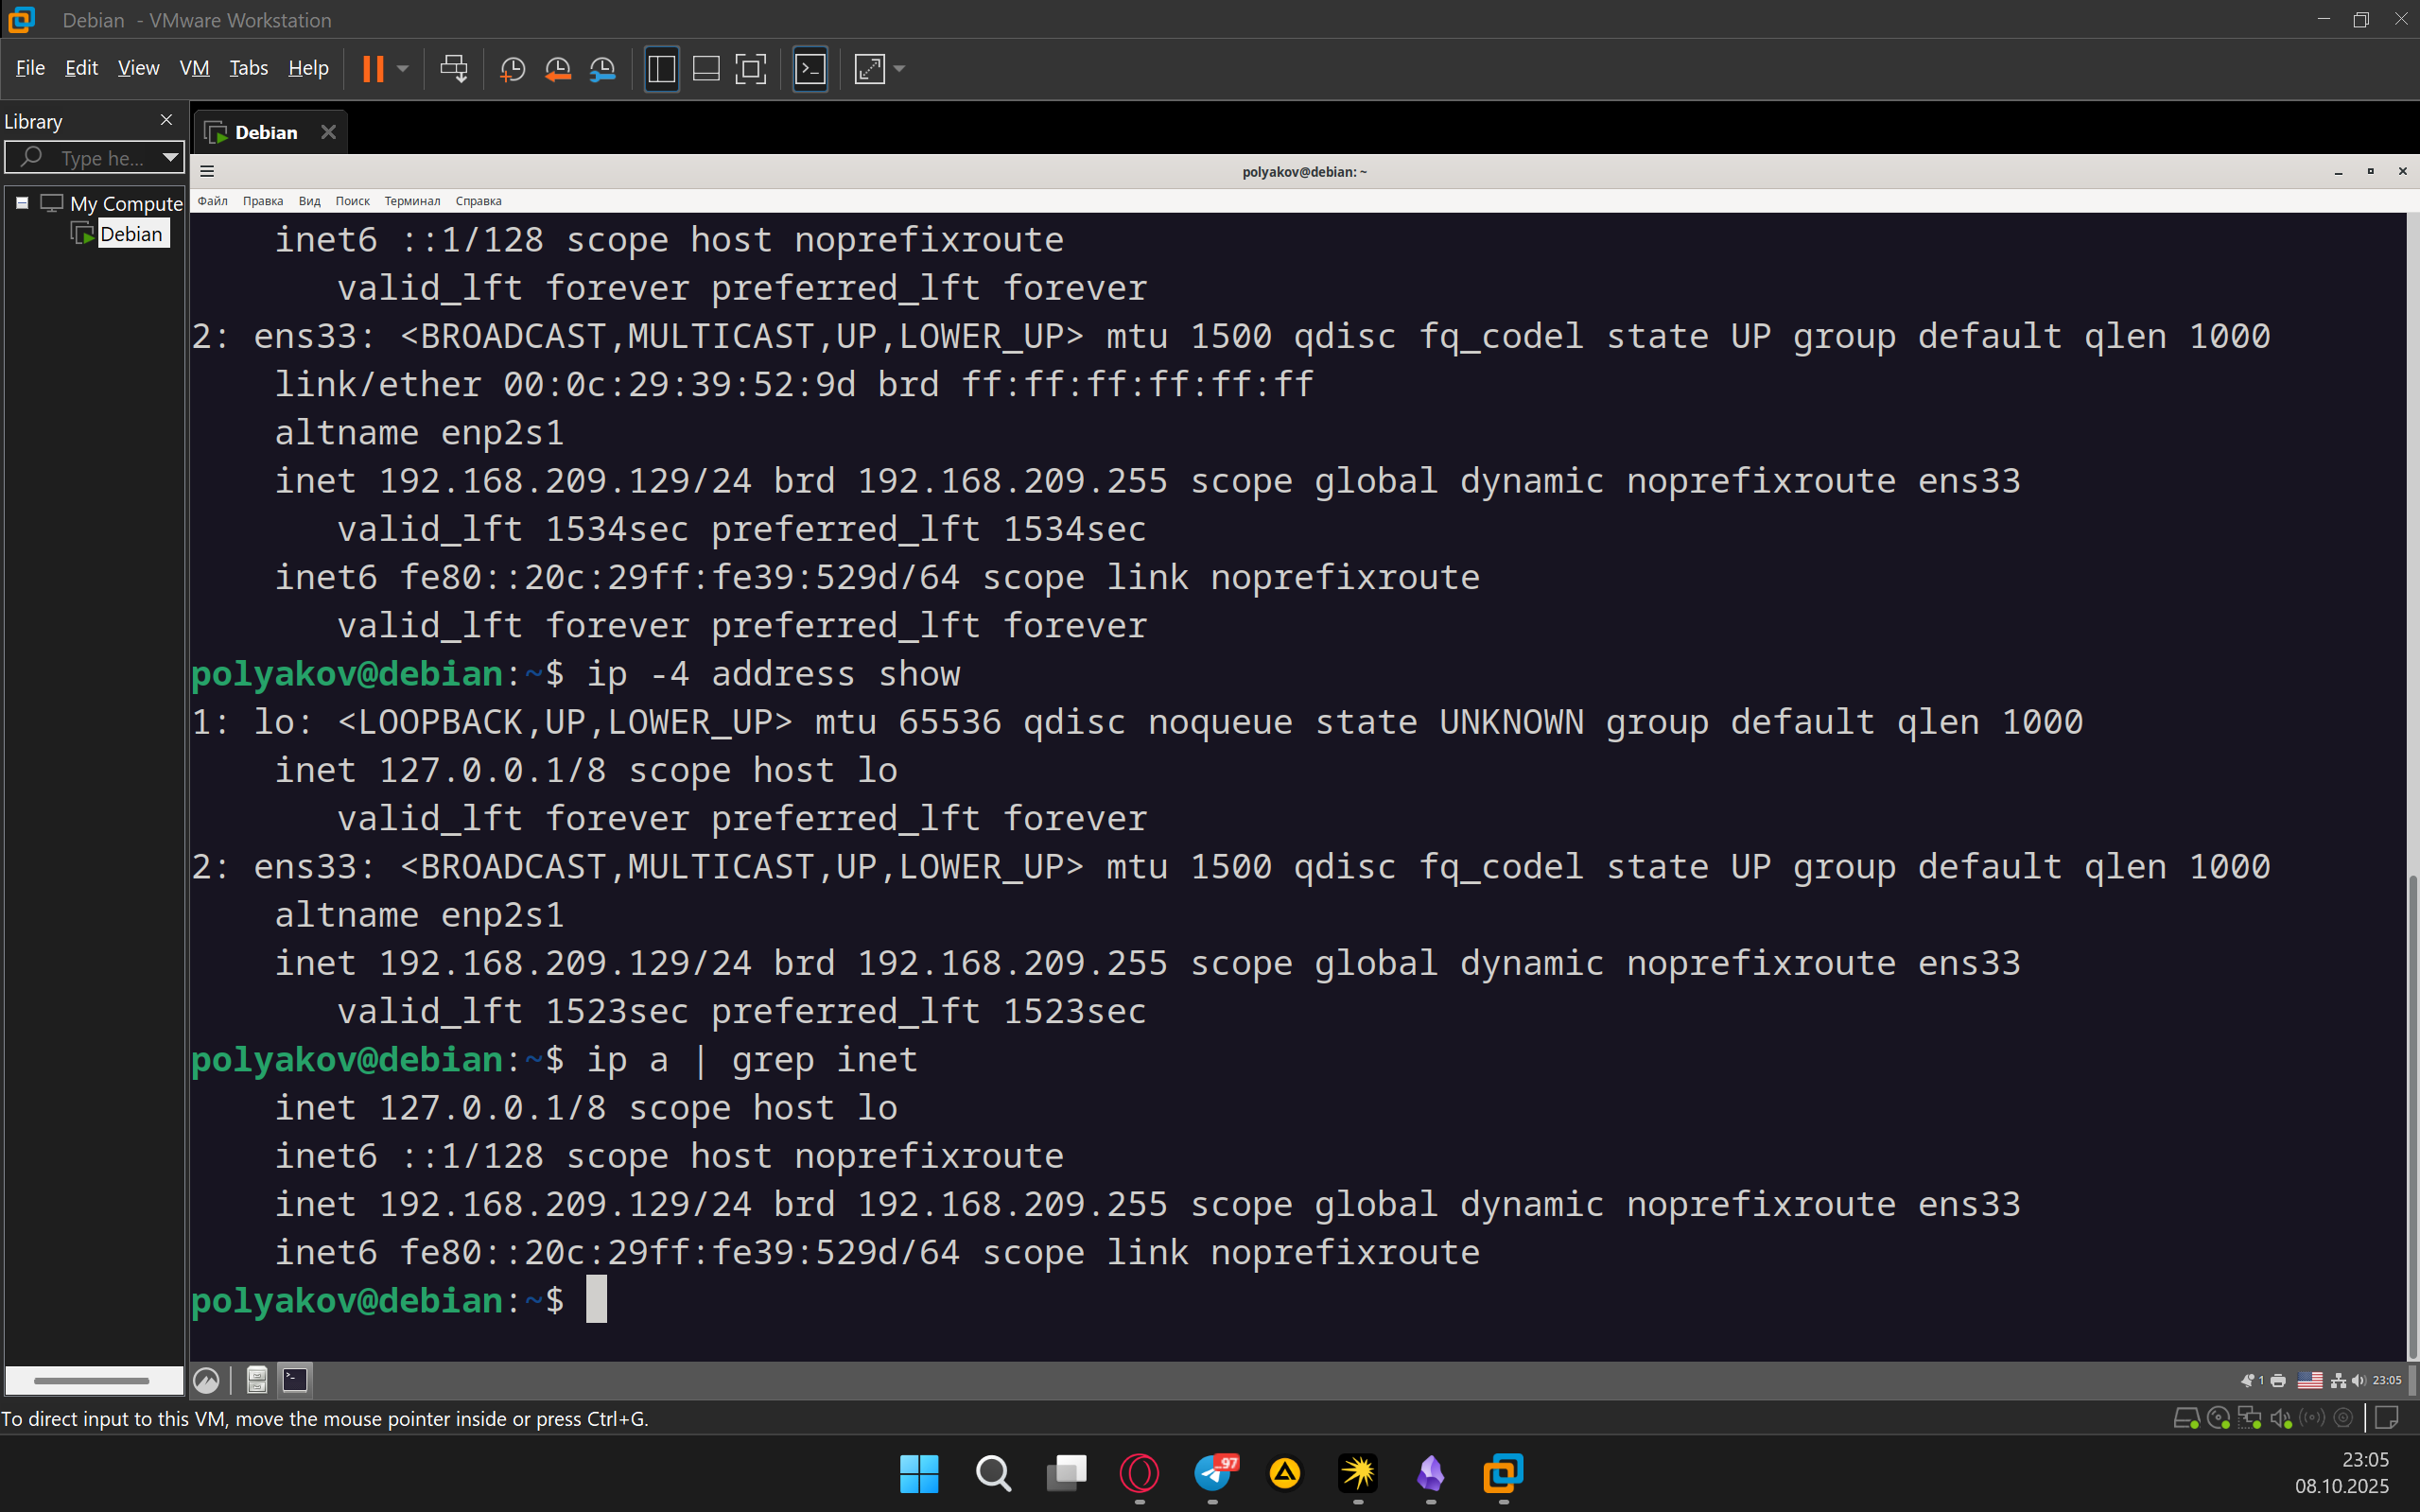 Debian - VMware Workstation
File Edit View VM Tabs Help
Library
Type he...
My Compute
Debian
Debian
polyakov@debian: ~
Файл Правка Вид Поиск Терминал Справка
inet6 ::1/128 scope host noprefixroute
valid_lft forever preferred_lft forever
2: ens33: <BROADCAST,MULTICAST,UP,LOWER_UP> mtu 1500 qdisc fq_codel state UP group default qlen 1000
link/ether 00:0c:29:39:52:9d brd ff:ff:ff:ff:ff:ff
altname enp2s1
inet 192.168.209.129/24 brd 192.168.209.255 scope global dynamic noprefixroute ens33
valid_lft 1534sec preferred_lft 1534sec
inet6 fe80::20c:29ff:fe39:529d/64 scope link noprefixroute
valid_lft forever preferred_lft forever
polyakov@debian:~$ ip -4 address show
1: lo: <LOOPBACK,UP,LOWER_UP> mtu 65536 qdisc noqueue state UNKNOWN group default qlen 1000
inet 127.0.0.1/8 scope host lo
valid_lft forever preferred_lft forever
2: ens33: <BROADCAST,MULTICAST,UP,LOWER_UP> mtu 1500 qdisc fq_codel state UP group default qlen 1000
altname enp2s1
inet 192.168.209.129/24 brd 192.168.209.255 scope global dynamic noprefixroute ens33
valid_lft 1523sec preferred_lft 1523sec
polyakov@debian:~$ ip a | grep inet
inet 127.0.0.1/8 scope host lo
inet6 ::1/128 scope host noprefixroute
inet 192.168.209.129/24 brd 192.168.209.255 scope global dynamic noprefixroute ens33
inet6 fe80::20c:29ff:fe39:529d/64 scope link noprefixroute
polyakov@debian:~$
1 23:05
To direct input to this VM, move the mouse pointer inside or press Ctrl+G.
97
23:05
08.10.2025